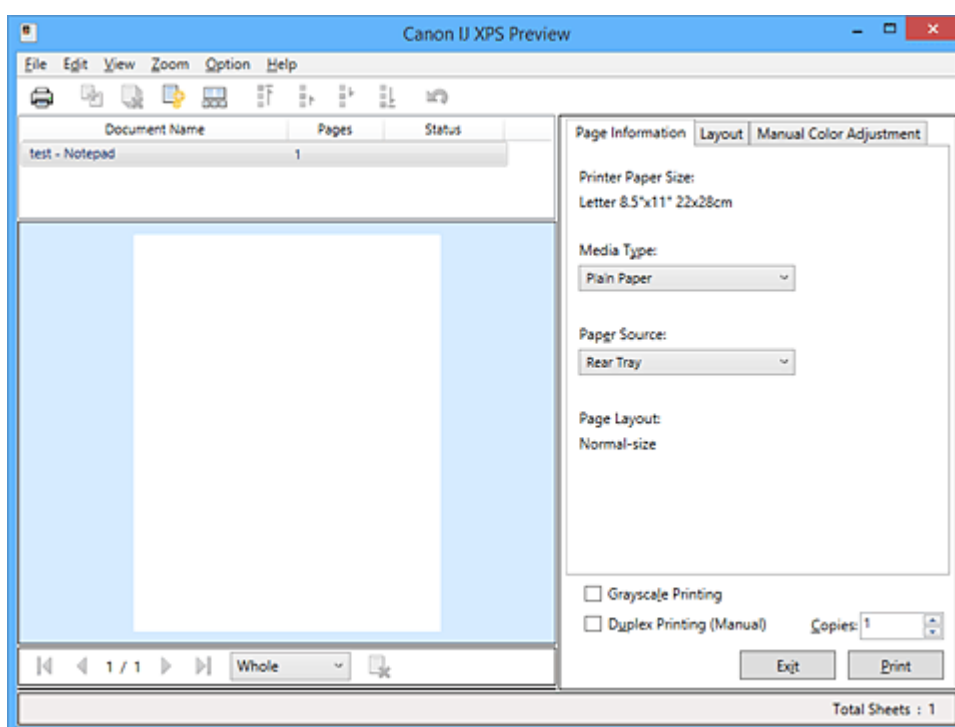 Canon IJ XPS Preview
File Edit View Zoom Option Help
Document Name Pages Status
test - Notepad 1
Page Information Layout Manual Color Adjustment
Printer Paper Size:
Letter 8.5"x11" 22x28cm
Media Type:
Plain Paper
Paper Source:
Rear Tray
Page Layout:
Normal-size
Grayscale Printing
Duplex Printing (Manual) Copies: 1
1 / 1 Whole
Exit Print
Total Sheets : 1